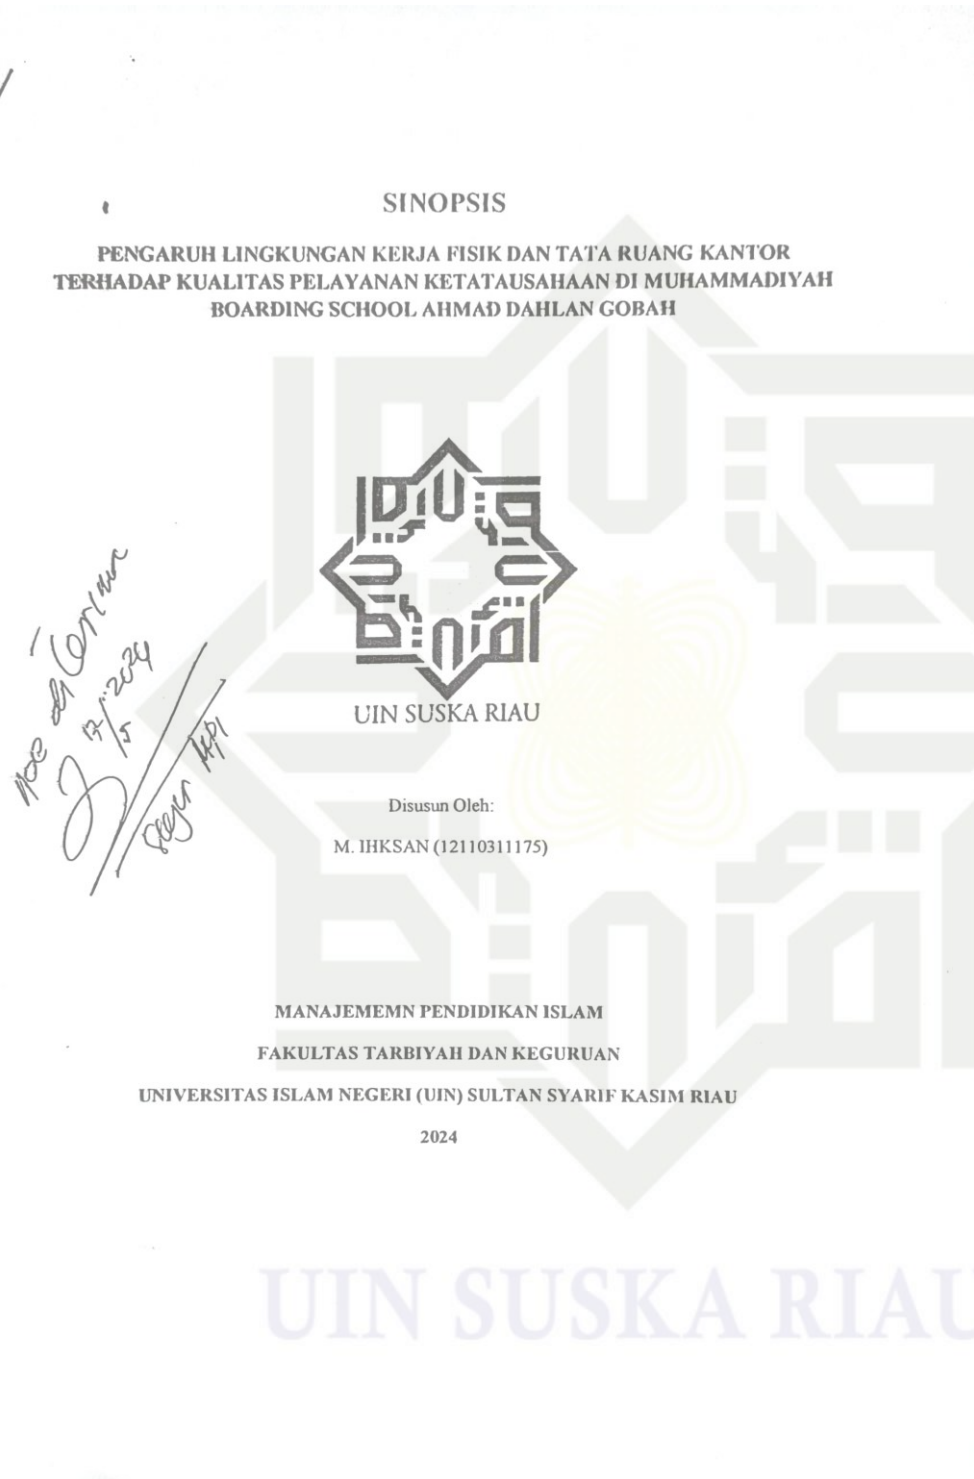 SINOPSIS
PENGARUH LINGKUNGAN KERJA FISIK DAN TATA RUANG KANTOR
TERHADAP KUALITAS PELAYANAN KETATAUSAHAAN DI MUHAMMADIYAH
BOARDING SCHOOL AHMAD DAHLAN GOBAH
UIN SUSKA RIAU
Disusun Oleh:
M. IHKSAN (12110311175)
MANAJEMEMN PENDIDIKAN ISLAM
FAKULTAS TARBIYAH DAN KEGURUAN
UNIVERSITAS ISLAM NEGERI (UIN) SULTAN SYARIF KASIM RIAU
2024
UIN SUSKA RIAU